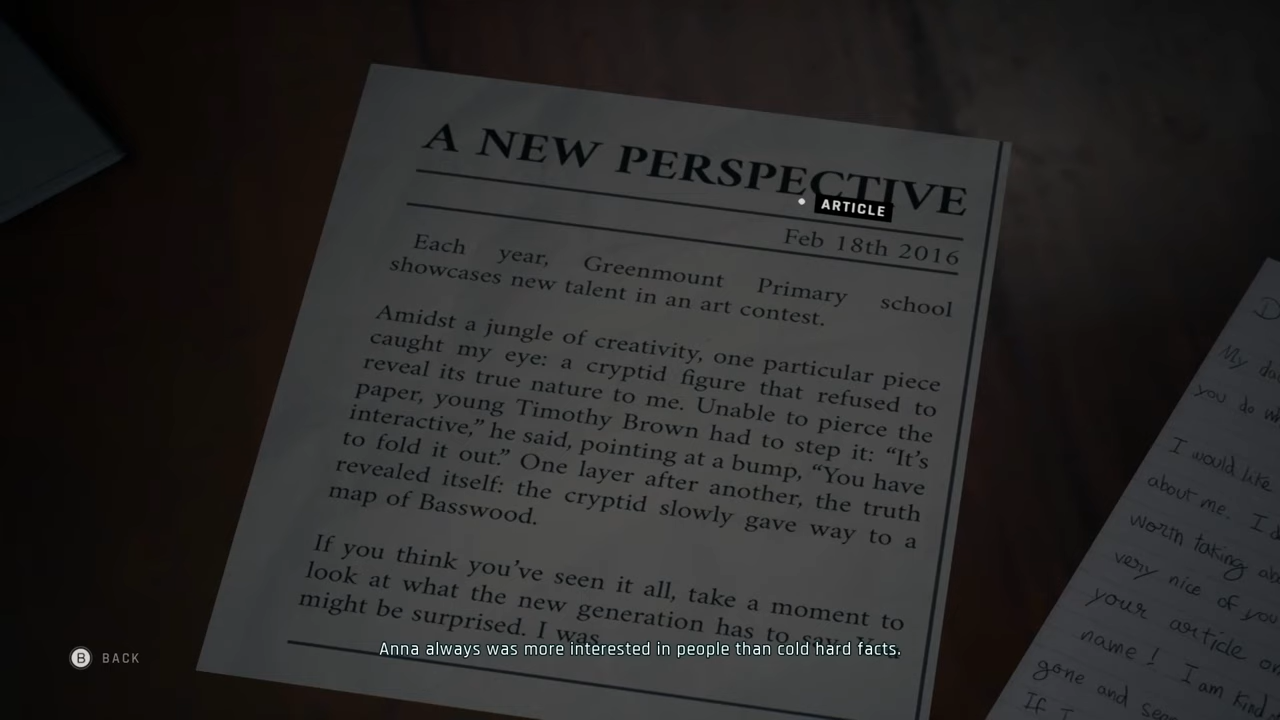 A NEW PERSPECTIVE
ARTICLE
Feb 18th 2016
Each year, Greenmount Primary school
showcases new talent in an art contest.
Amidst a jungle of creativity, one particular piece
caught my eye: a cryptid figure that refused to
reveal its true nature to me. Unable to pierce the
paper, young Timothy Brown had to step it: “It’s
interactive,” he said, pointing at a bump, “You have
to fold it out.” One layer after another, the truth
revealed itself: the cryptid slowly gave way to a
map of Basswood.
If you think you’ve seen it all, take a moment to
look at what the new generation has to say.
might be surprised. I was.
My
you do
I would like
about me. I
worth taking
very nice of you
your article on
name! I am kind
gone and
If I
Anna always was more interested in people than cold hard facts.
B BACK